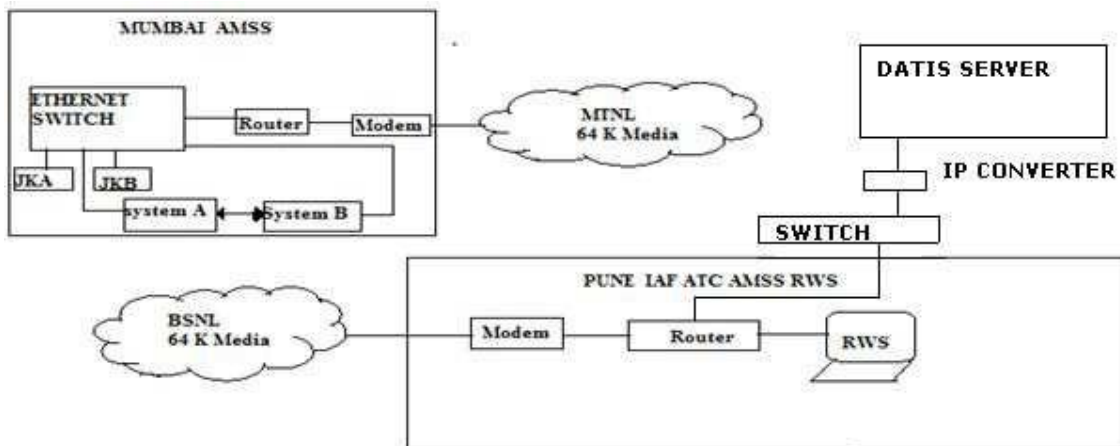 MUMBAI AMSS
DATIS SERVER
ETHERNET
SWITCH
Router
Modem
MTNL
64 K Media
JKA
JKB
IP CONVERTER
system A
System B
SWITCH
PUNE IAF ATC AMSS RWS
BSNL
64 K Media
Modem
Router
RWS